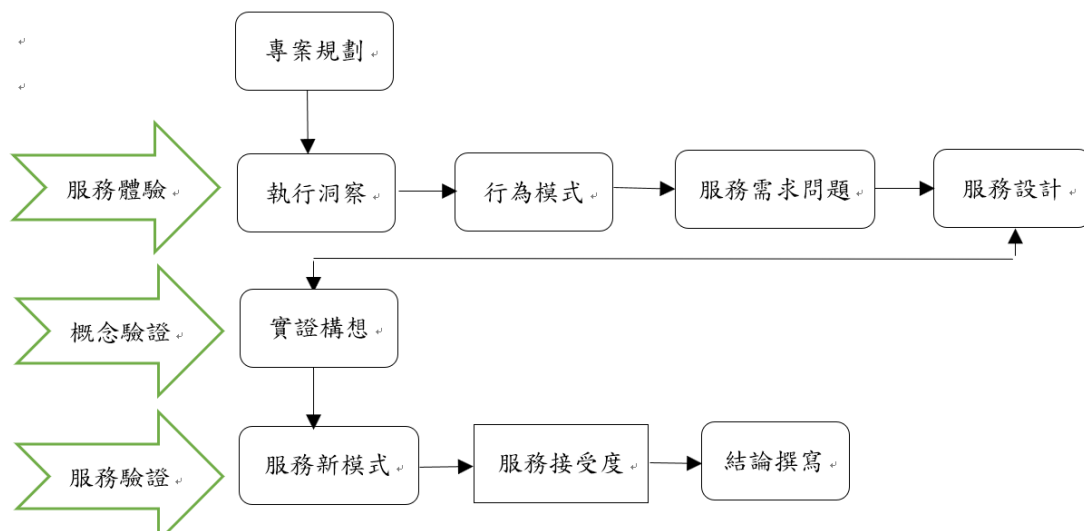 專案規劃
服務體驗
執行洞察
行為模式
服務需求問題
服務設計
概念驗證
實證構想
服務驗證
服務新模式
服務接受度
結論撰寫